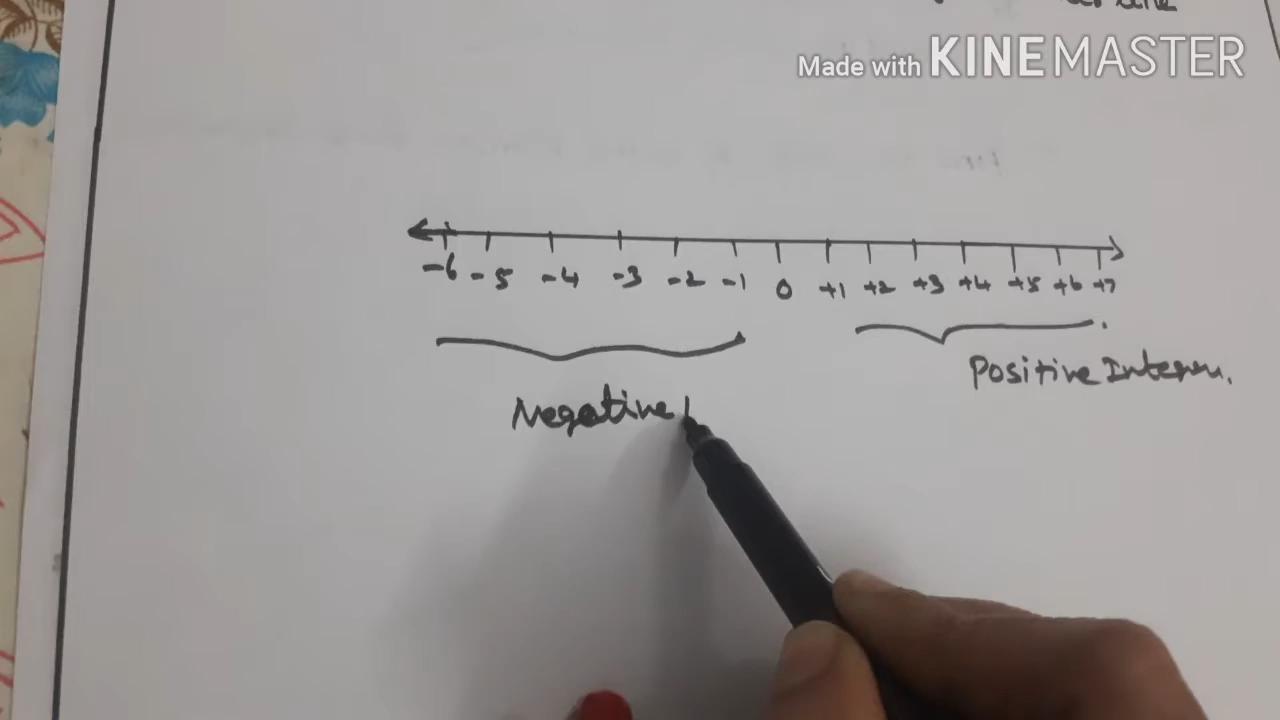 Made with KINEMASTER
-6 -5 -4 -3 -2 -1 0 +1 +2 +3 +4 +5 +6 +7
Positive
Negative I